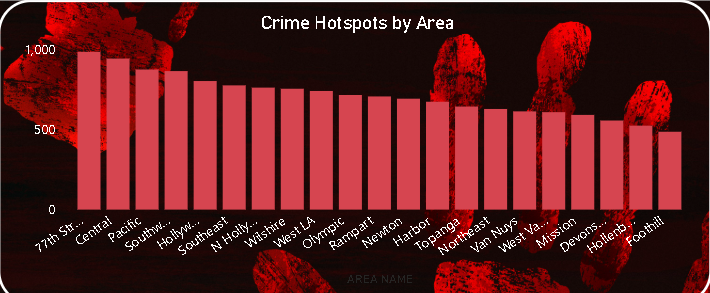 Crime Hotspots by Area
1,000
500
0
77th Str...
Central
Pacific
Southw...
Hollyw...
Southeast
N Holly...
Wilshire
West LA
Olympic
Rampart
Newton
Harbor
Topanga
Northeast
Van Nuys
West Va...
Mission
Devons...
Hollenb...
Foothill
AREA NAME